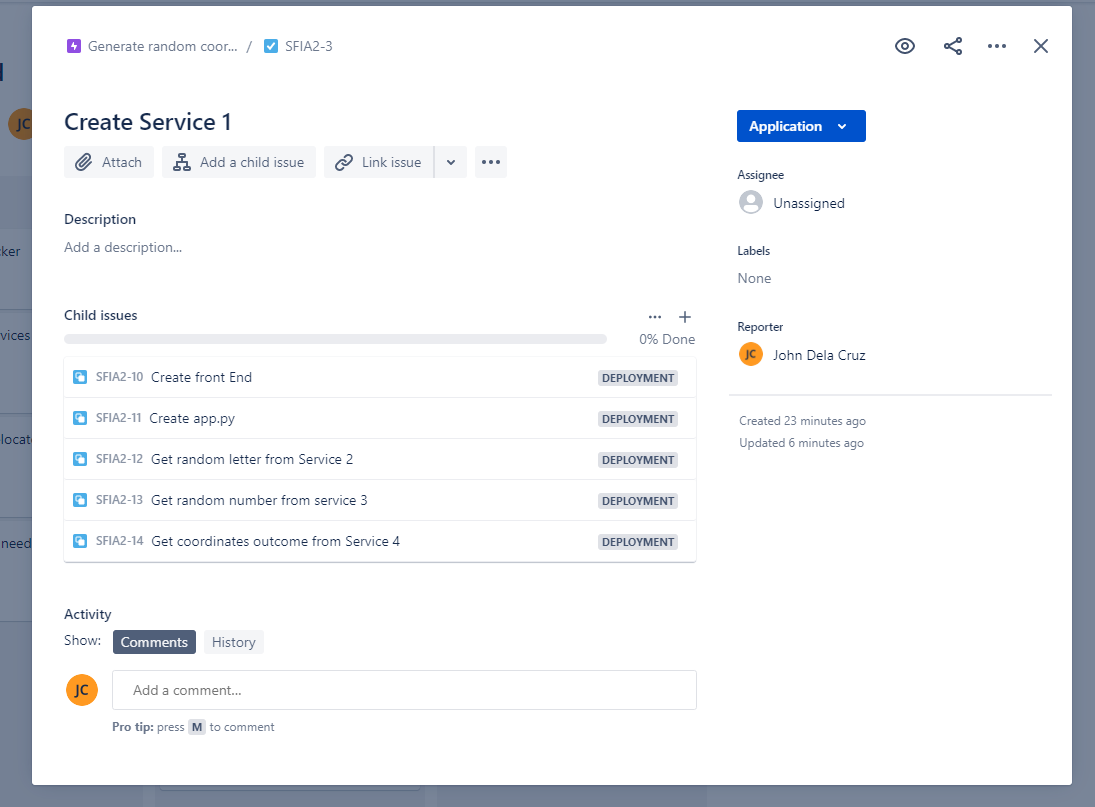 Generate random coor... / SFIA2-3
JC
Create Service 1
Application
Attach
Add a child issue
Link issue
Assignee
Unassigned
Description
Add a description...
Labels
None
Child issues
0% Done
Reporter
JC John Dela Cruz
SFIA2-10 Create front End DEPLOYMENT
SFIA2-11 Create app.py DEPLOYMENT
SFIA2-12 Get random letter from Service 2 DEPLOYMENT
SFIA2-13 Get random number from service 3 DEPLOYMENT
SFIA2-14 Get coordinates outcome from Service 4 DEPLOYMENT
Created 23 minutes ago
Updated 6 minutes ago
Activity
Show: Comments History
JC Add a comment...
Pro tip: press M to comment
need